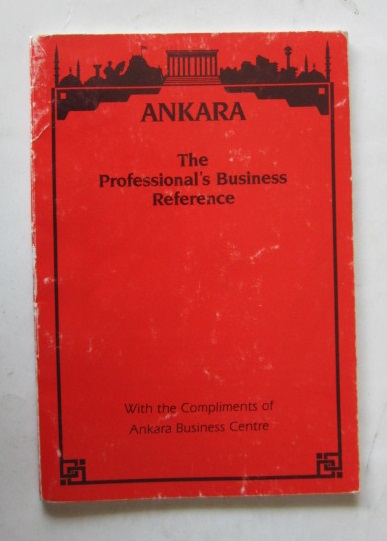 ANKARA
The
Professional's Business
Reference
With the Compliments of
Ankara Business Centre